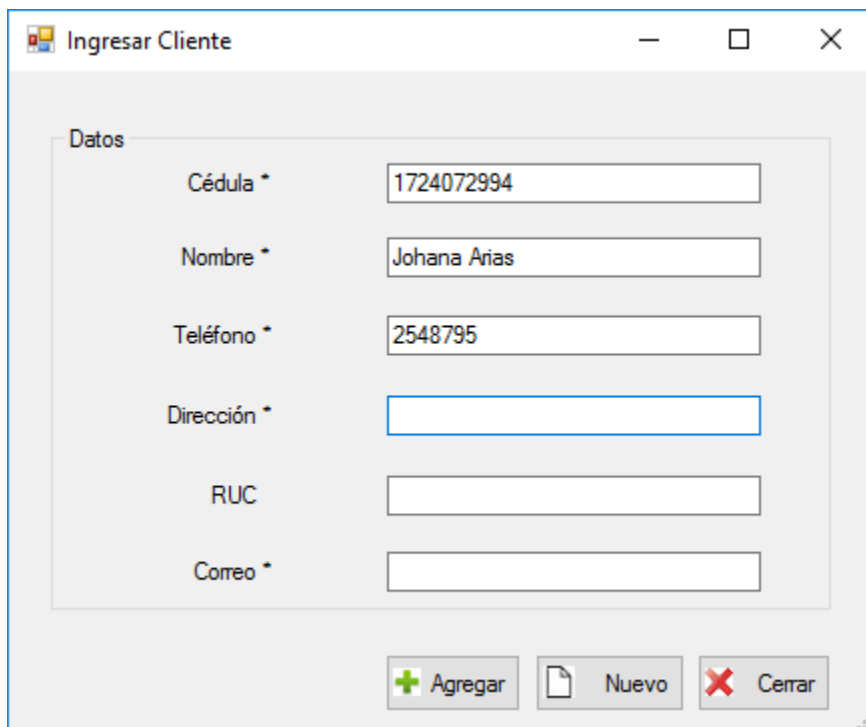 Ingresar Cliente
Datos
Cédula * 1724072994
Nombre * Johana Arias
Teléfono * 2548795
Dirección *
RUC
Correo *
Agregar Nuevo Cerrar